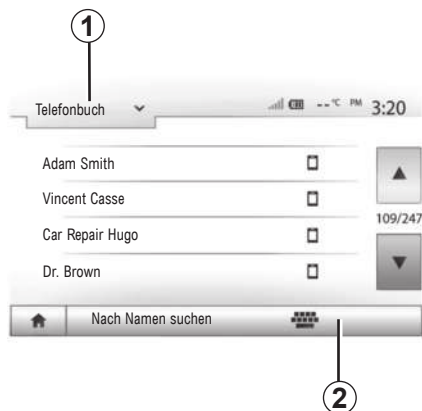 1
Telefonbuch
--°C PM 3:20
Adam Smith
Vincent Casse
109/247
Car Repair Hugo
Dr. Brown
Nach Namen suchen
2